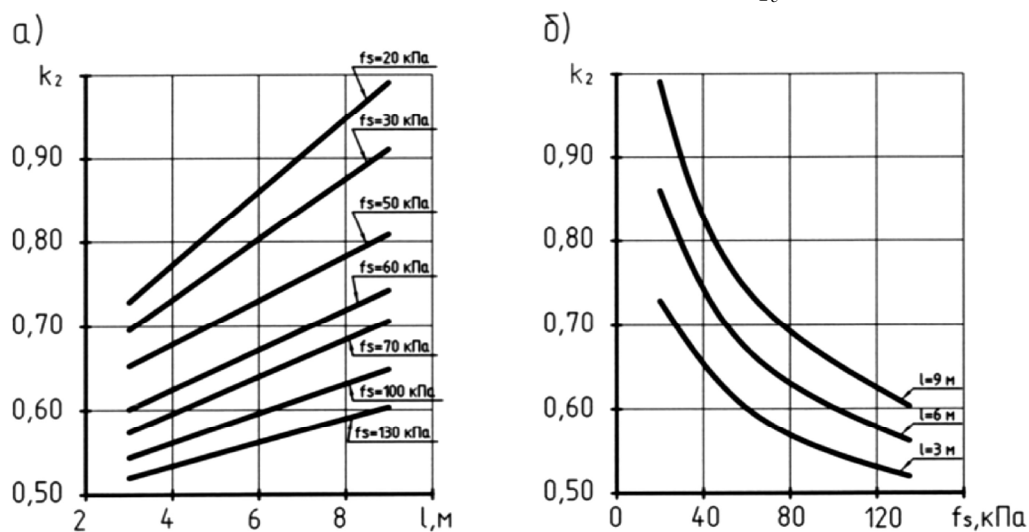 а)
k₂
0,90
0,80
0,70
0,60
0,50
2 4 6 8 l,м
fs=20 кПа
fs=30 кПа
fs=50 кПа
fs=60 кПа
fs=70 кПа
fs=100 кПа
fs=130 кПа
б)
k₂
0,90
0,80
0,70
0,60
0,50
0 40 80 120 fs,кПа
l=9 м
l=6 м
l=3 м